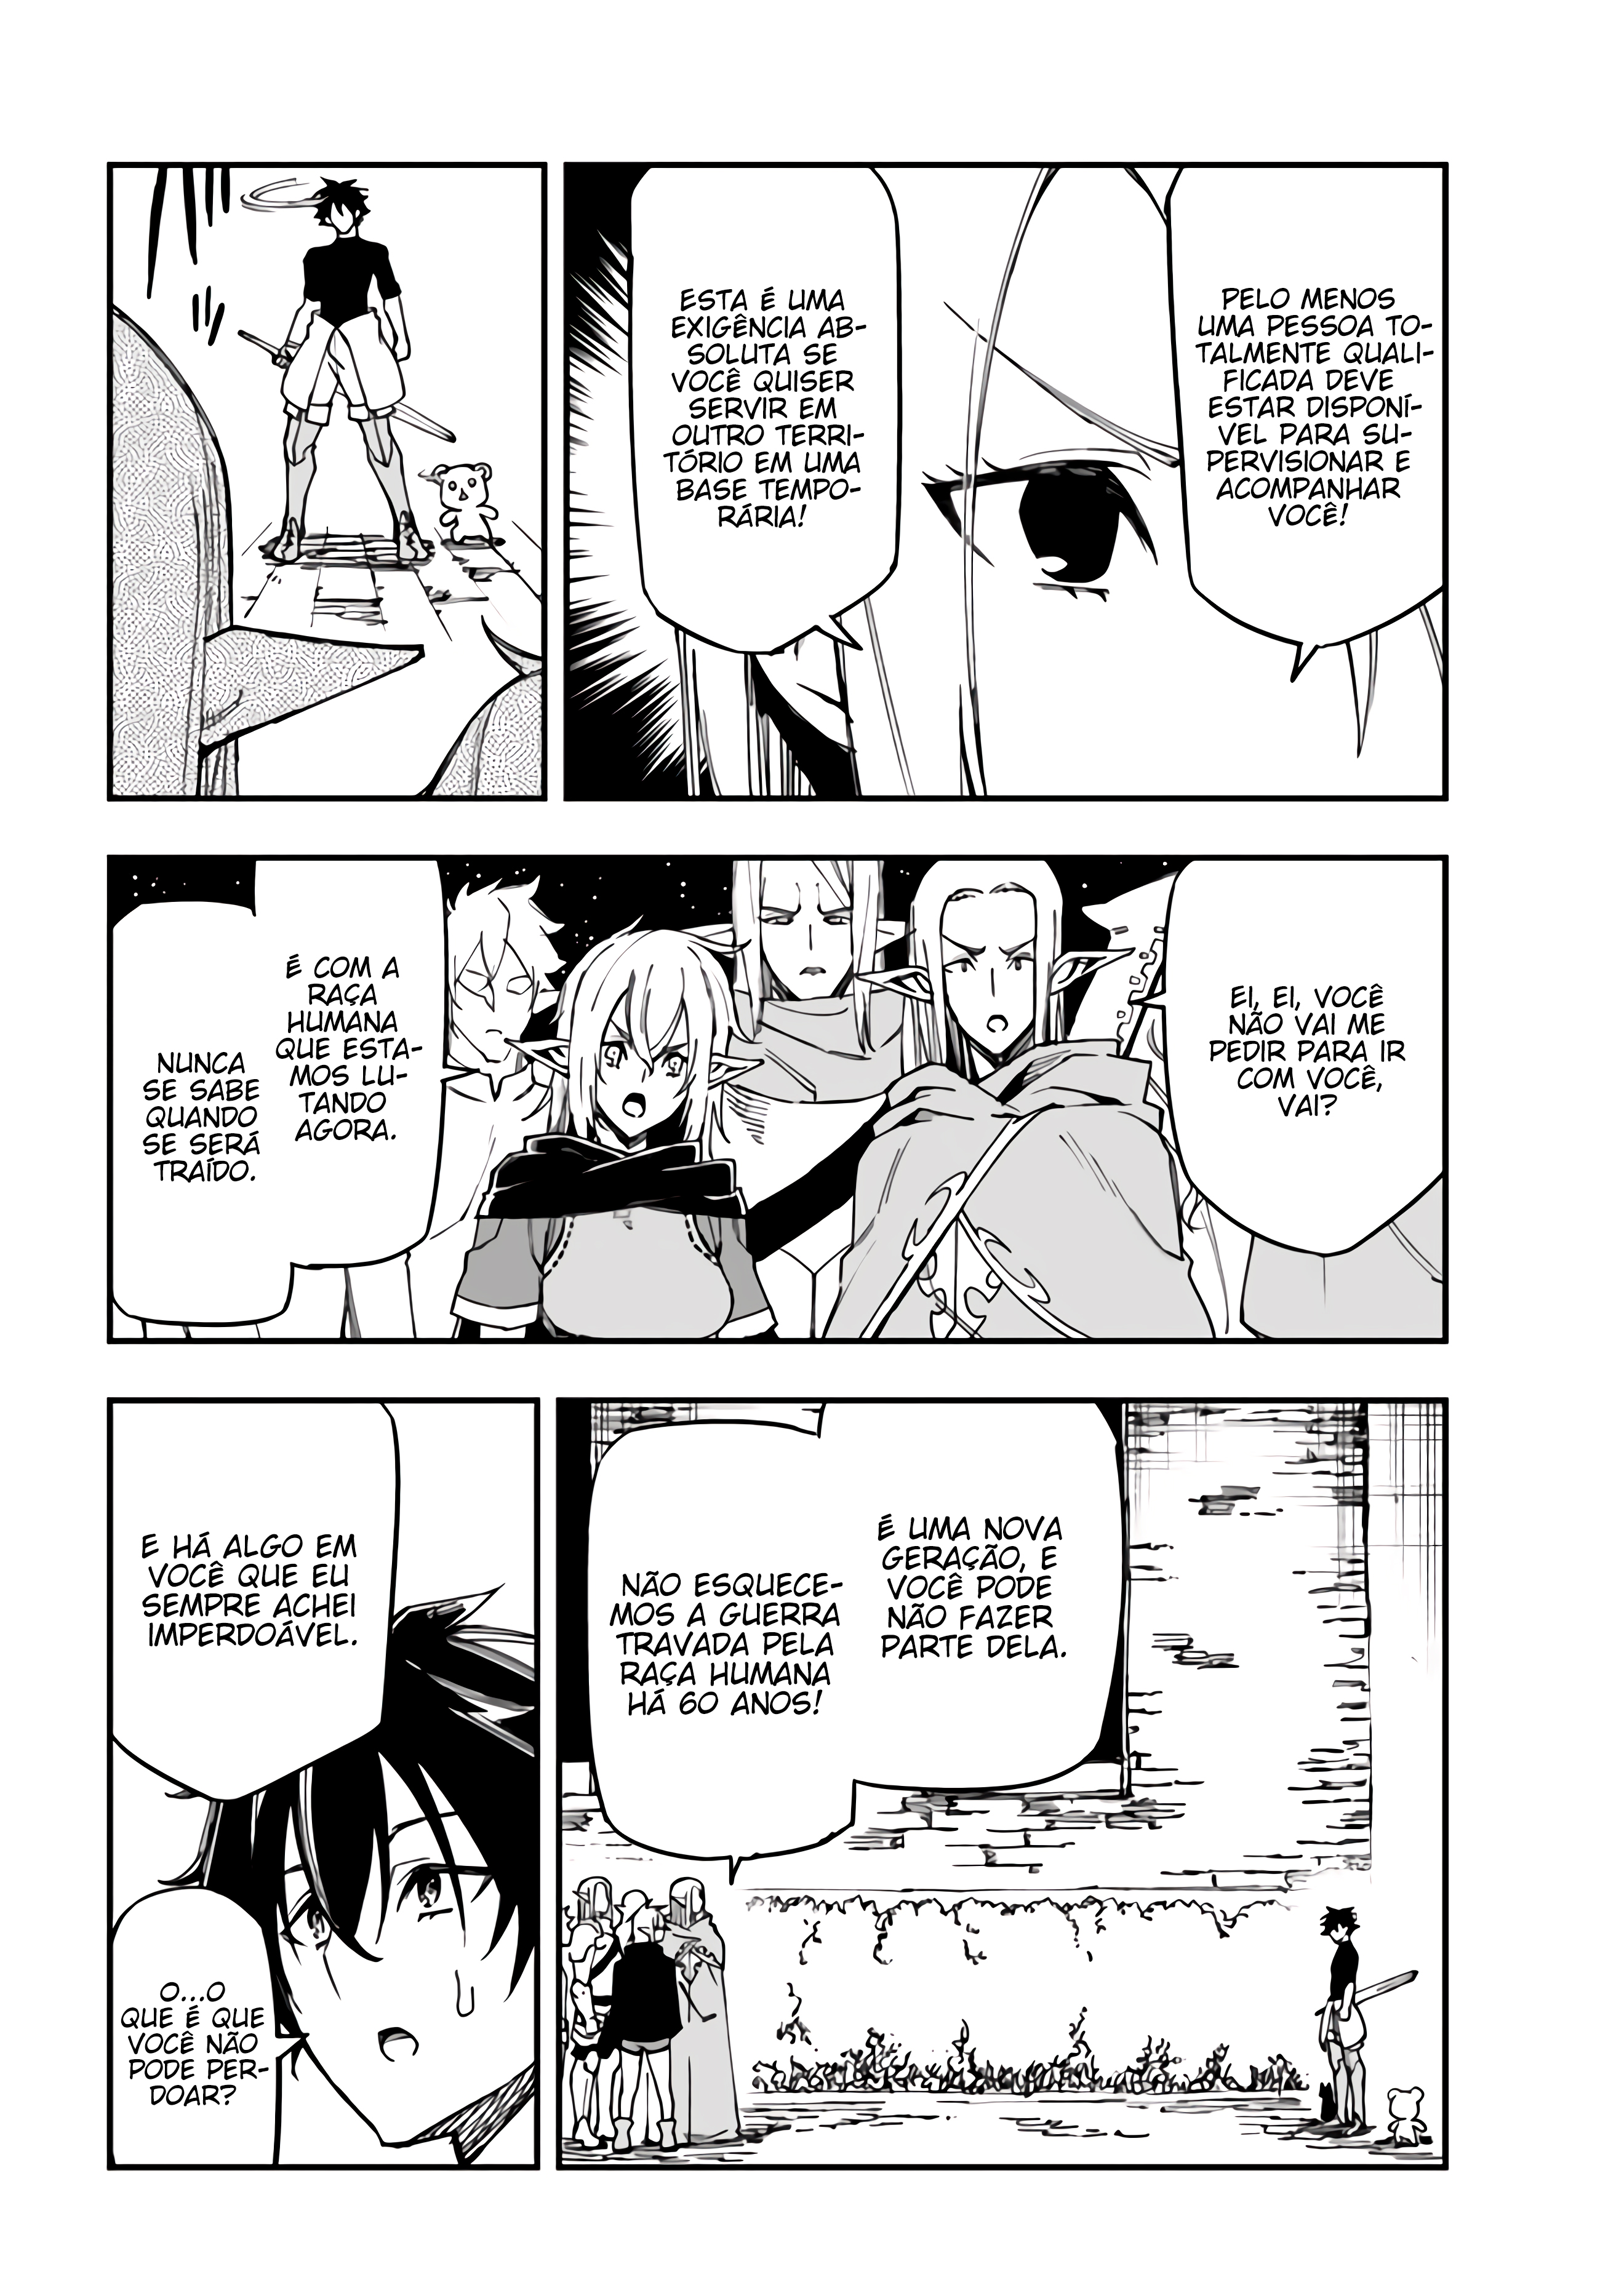 PELO MENOS
UMA PESSOA TO-
TALMENTE QUALI-
FICADA DEVE
ESTAR DISPONÍ-
VEL PARA SU-
PERVISIONAR E
ACOMPANHAR
VOCÊ!
ESTA É UMA
EXIGÊNCIA AB-
SOLUTA SE
VOCÊ QUISER
SERVIR EM
OUTRO TERRI-
TÓRIO EM UMA
BASE TEMPO-
RÁRIA!
EI, EI, VOCÊ
NÃO VAI ME
PEDIR PARA IR
COM VOCÊ,
VAI?
É COM A
RAÇA
HUMANA
QUE ESTA-
MOS LU-
TANDO
AGORA.
NUNCA
SE SABE
QUANDO
SE SERÁ
TRAÍDO.
É UMA NOVA
GERAÇÃO, E
VOCÊ PODE
NÃO FAZER
PARTE DELA.
NÃO ESQUECE-
MOS A GUERRA
TRAVADA PELA
RAÇA HUMANA
HÁ 60 ANOS!
E HÁ ALGO EM
VOCÊ QUE EU
SEMPRE ACHEI
IMPERDOÁVEL.
O...O
QUE É QUE
VOCÊ NÃO
PODE PER-
DOAR?